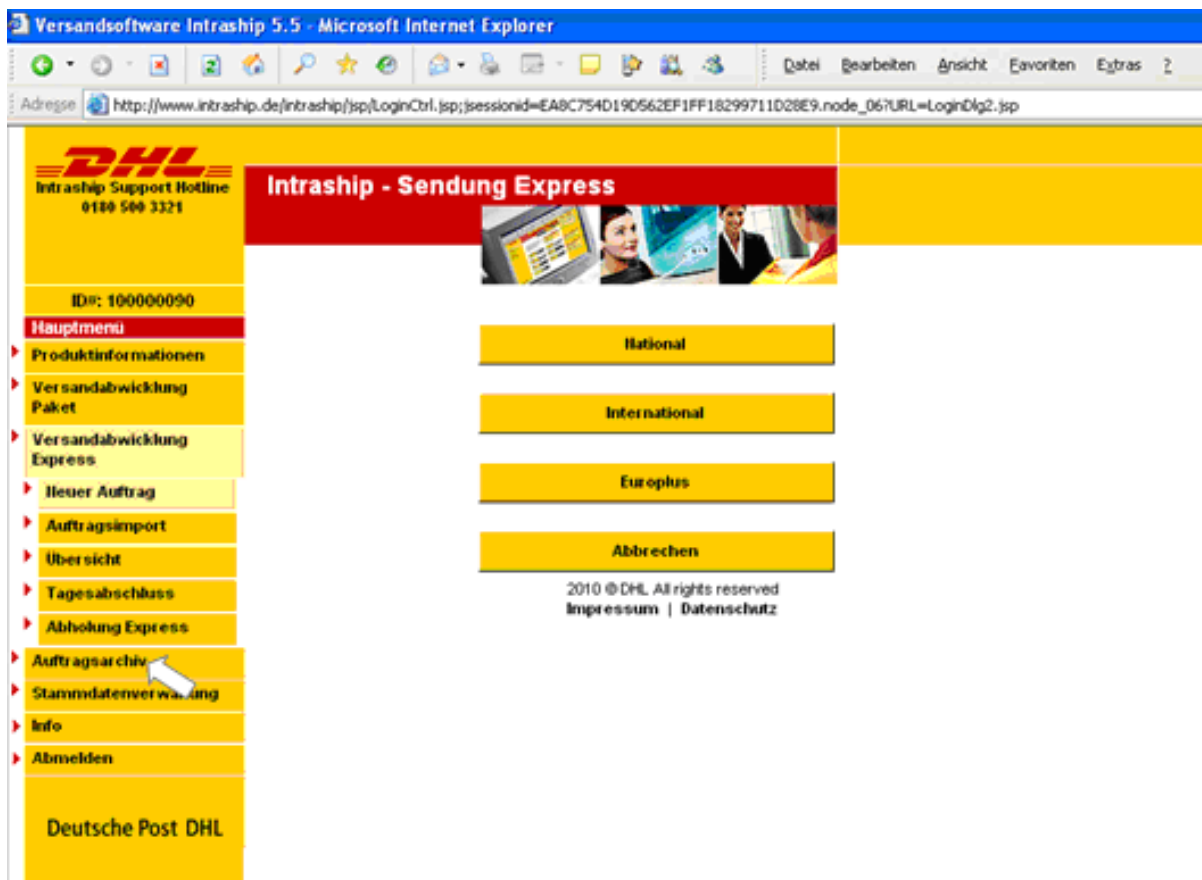 Versandsoftware Intraship 5.5 - Microsoft Internet Explorer
Datei Bearbeiten Ansicht Favoriten Extras ?
Adresse http://www.intraship.de/intraship/jsp/LoginCtrl.jsp;jsessionid=EA8C754D19D562EF1FF18299711D28E9.node_06?URL=LoginDlg2.jsp
DHL
Intraship Support Hotline
0180 500 3321
Intraship - Sendung Express
ID#: 100000090
Hauptmenü
Produktinformationen
Versandabwicklung
Paket
Versandabwicklung
Express
Neuer Auftrag
Auftragsimport
Übersicht
Tagesabschluss
Abholung Express
Auftragsarchiv
Stammdatenverwaltung
Info
Abmelden
Deutsche Post DHL
National
International
Europlus
Abbrechen
2010 © DHL. All rights reserved
Impressum | Datenschutz